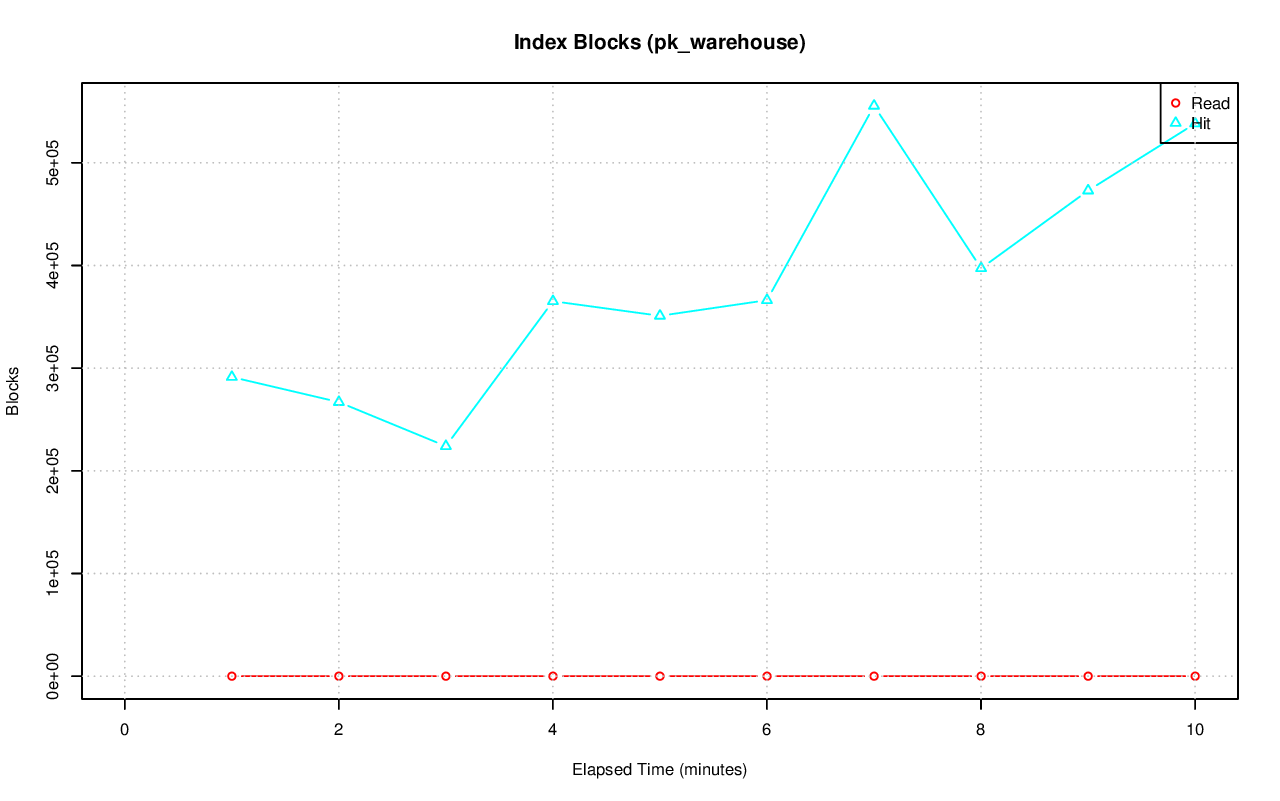 Index Blocks (pk_warehouse)
Read
Hit
Blocks
5e+05
4e+05
3e+05
2e+05
1e+05
0e+00
0 2 4 6 8 10
Elapsed Time (minutes)